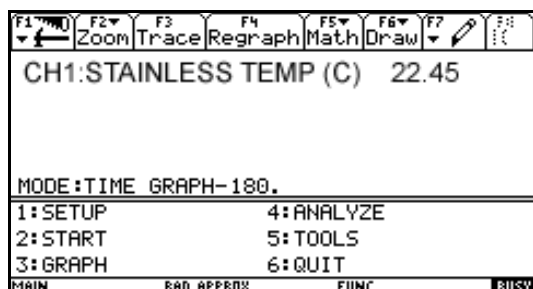 F1 F2 F3 F4 F5 F6 F7
Zoom Trace Regraph Math Draw
CH1:STAINLESS TEMP (C) 22.45
MODE:TIME GRAPH-180.
1:SETUP 4:ANALYZE
2:START 5:TOOLS
3:GRAPH 6:QUIT
MAIN RAD APPROX FUNC BUSY